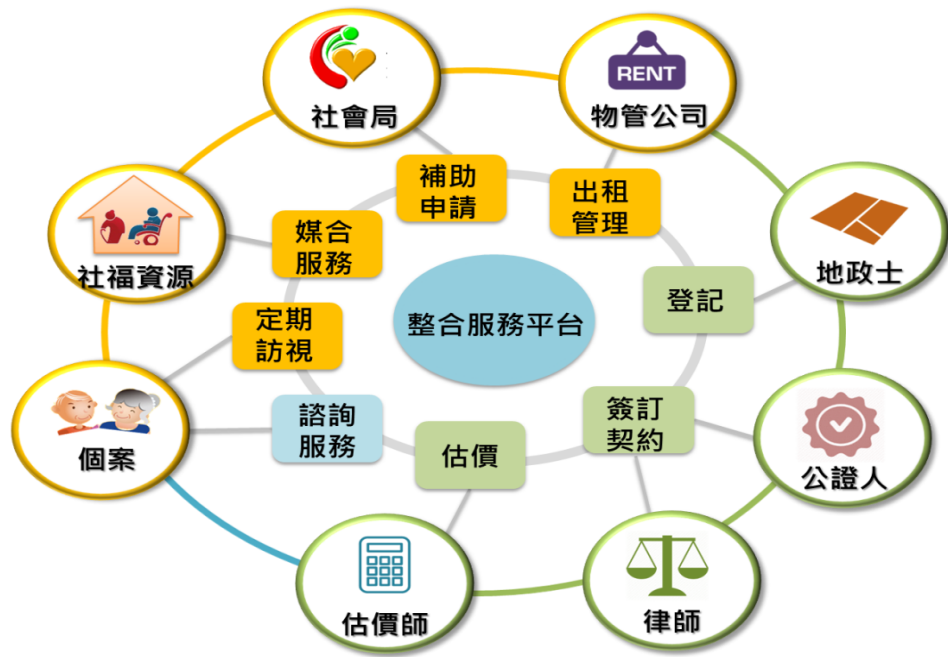 社會局
RENT
物管公司
補助
申請
出租
管理
媒合
服務
社福資源
地政士
登記
整合服務平台
定期
訪視
個案
諮詢
服務
估價
簽訂
契約
公證人
估價師
律師